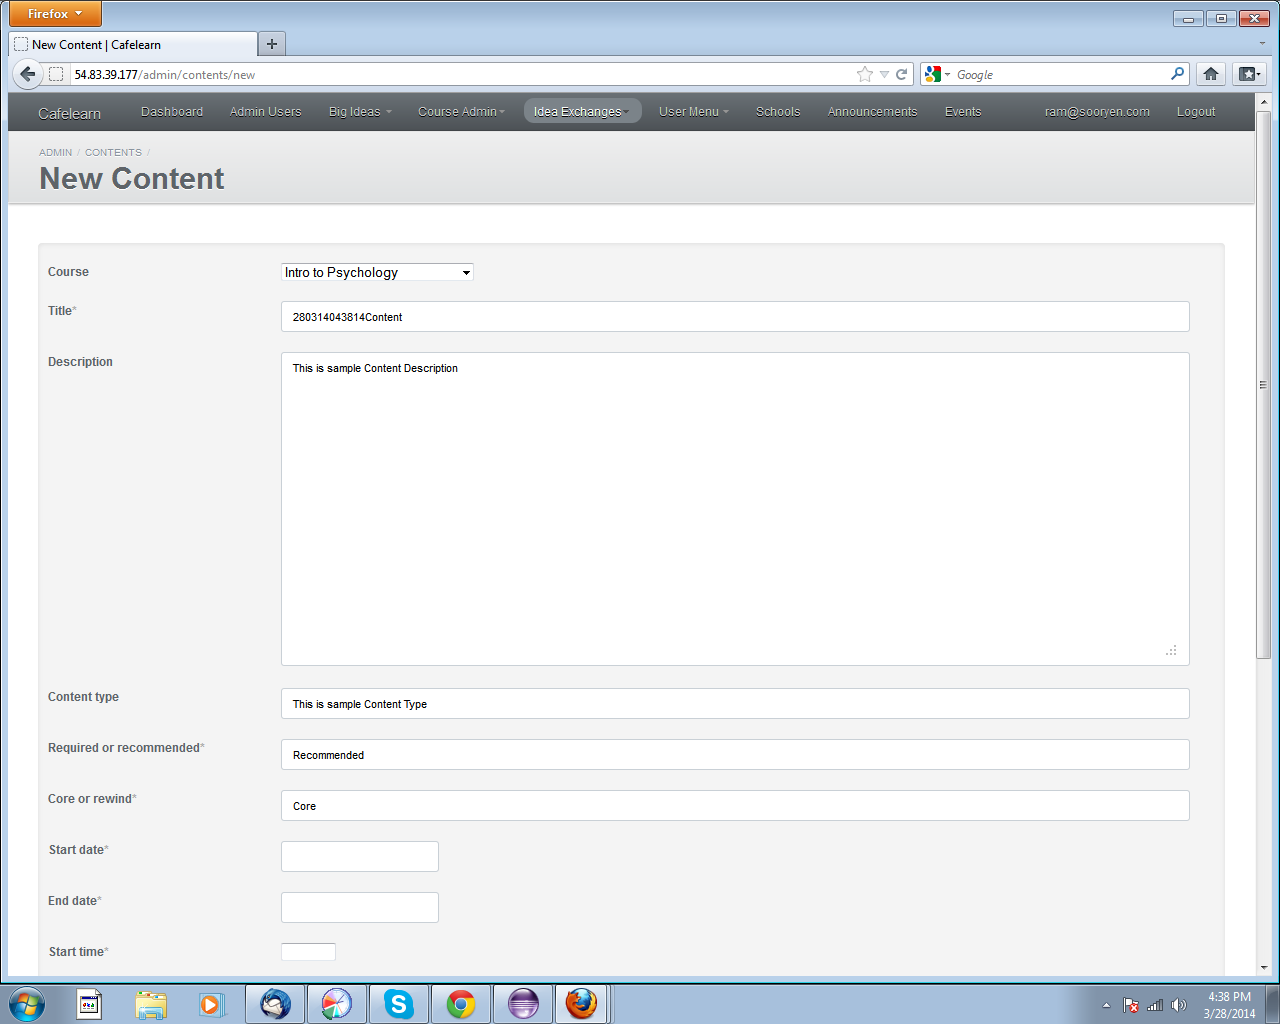 Firefox
New Content | Cafelearn
54.83.39.177/admin/contents/new
Google
Cafelearn Dashboard Admin Users Big Ideas Course Admin Idea Exchanges User Menu Schools Announcements Events ram@sooryen.com Logout
ADMIN / CONTENTS /
New Content
Course Intro to Psychology
Title* 280314043814Content
Description This is sample Content Description
Content type This is sample Content Type
Required or recommended* Recommended
Core or rewind* Core
Start date*
End date*
Start time*
4:38 PM
3/28/2014